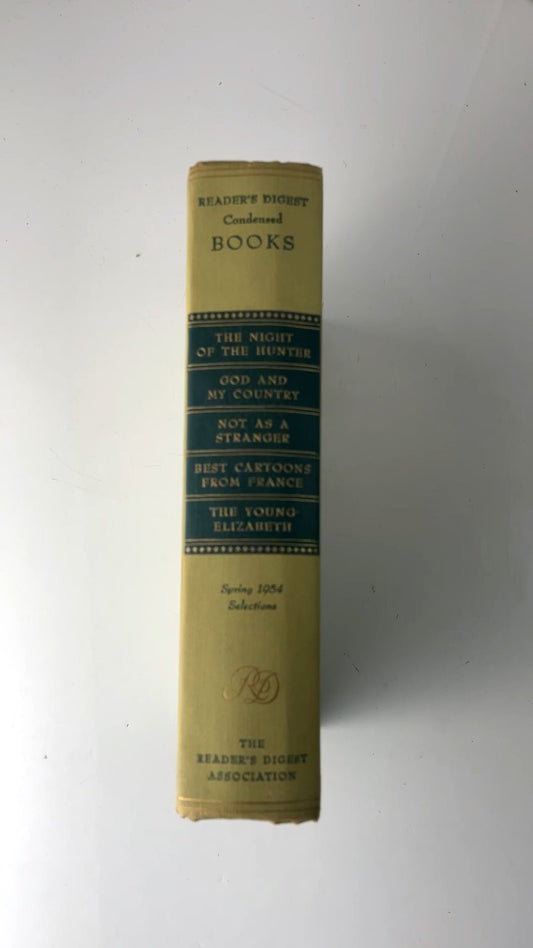 READER'S DIGEST
Condensed
BOOKS
THE NIGHT
OF THE HUNTER
GOD AND
MY COUNTRY
NOT AS A
STRANGER
BEST CARTOONS
FROM FRANCE
THE YOUNG
ELIZABETH
Spring 1954
Selections
RD
THE
READER'S DIGEST
ASSOCIATION